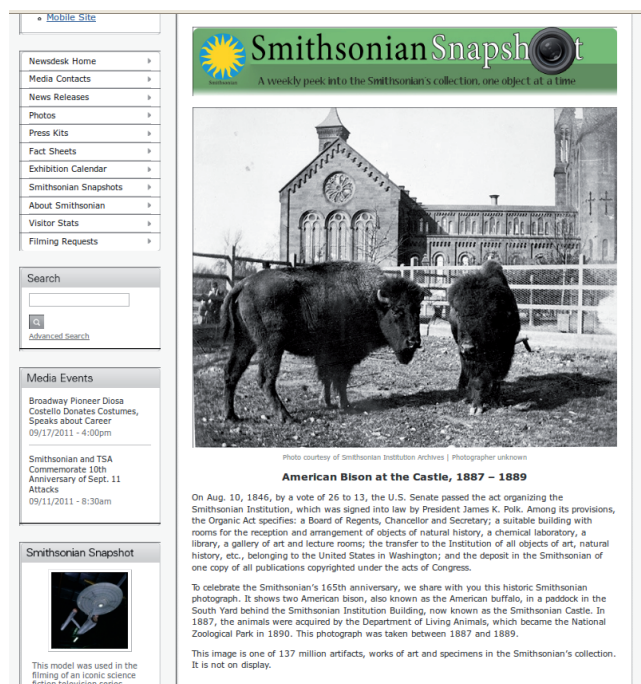 Mobile Site
Newsdesk Home
Media Contacts
News Releases
Photos
Press Kits
Fact Sheets
Exhibition Calendar
Smithsonian Snapshots
About Smithsonian
Visitor Stats
Filming Requests
Search
Advanced Search
Media Events
Broadway Pioneer Diosa
Costello Donates Costumes,
Speaks about Career
09/17/2011 - 4:00pm
Smithsonian and TSA
Commemorate 10th
Anniversary of Sept. 11
Attacks
09/11/2011 - 8:30am
Smithsonian Snapshot
This model was used in the
filming of an iconic science
fiction television series
Smithsonian Snapshot
Smithsonian
A weekly peek into the Smithsonian's collection, one object at a time
Photo courtesy of Smithsonian Institution Archives | Photographer unknown
American Bison at the Castle, 1887 – 1889
On Aug. 10, 1846, by a vote of 26 to 13, the U.S. Senate passed the act organizing the
Smithsonian Institution, which was signed into law by President James K. Polk. Among its provisions,
the Organic Act specifies: a Board of Regents, Chancellor and Secretary; a suitable building with
rooms for the reception and arrangement of objects of natural history, a chemical laboratory, a
library, a gallery of art and lecture rooms; the transfer to the Institution of all objects of art, natural
history, etc., belonging to the United States in Washington; and the deposit in the Smithsonian of
one copy of all publications copyrighted under the acts of Congress.
To celebrate the Smithsonian's 165th anniversary, we share with you this historic Smithsonian
photograph. It shows two American bison, also known as the American buffalo, in a paddock in the
South Yard behind the Smithsonian Institution Building, now known as the Smithsonian Castle. In
1887, the animals were acquired by the Department of Living Animals, which became the National
Zoological Park in 1890. This photograph was taken between 1887 and 1889.
This image is one of 137 million artifacts, works of art and specimens in the Smithsonian's collection.
It is not on display.